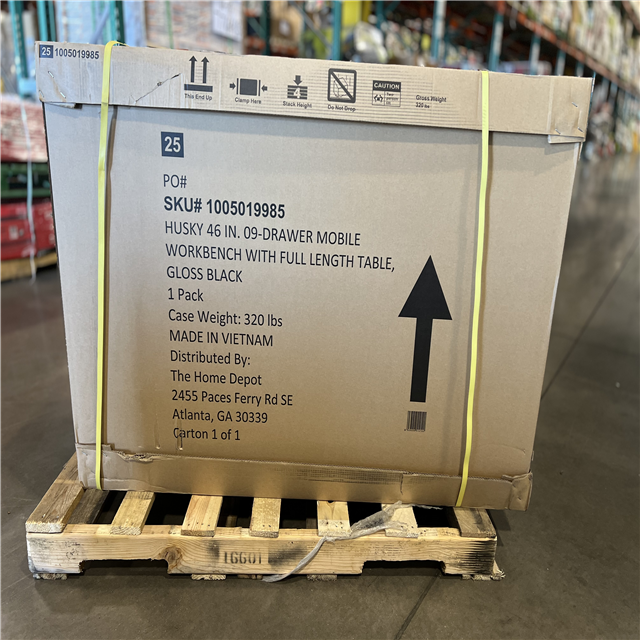 25 1005019985
This End Up
Clamp Here
4
Stack Height
Do Not Drop
CAUTION
Gross Weight
320 lbs
25
PO#
SKU# 1005019985
HUSKY 46 IN. 09-DRAWER MOBILE
WORKBENCH WITH FULL LENGTH TABLE,
GLOSS BLACK
1 Pack
Case Weight: 320 lbs
MADE IN VIETNAM
Distributed By:
The Home Depot
2455 Paces Ferry Rd SE
Atlanta, GA 30339
Carton 1 of 1